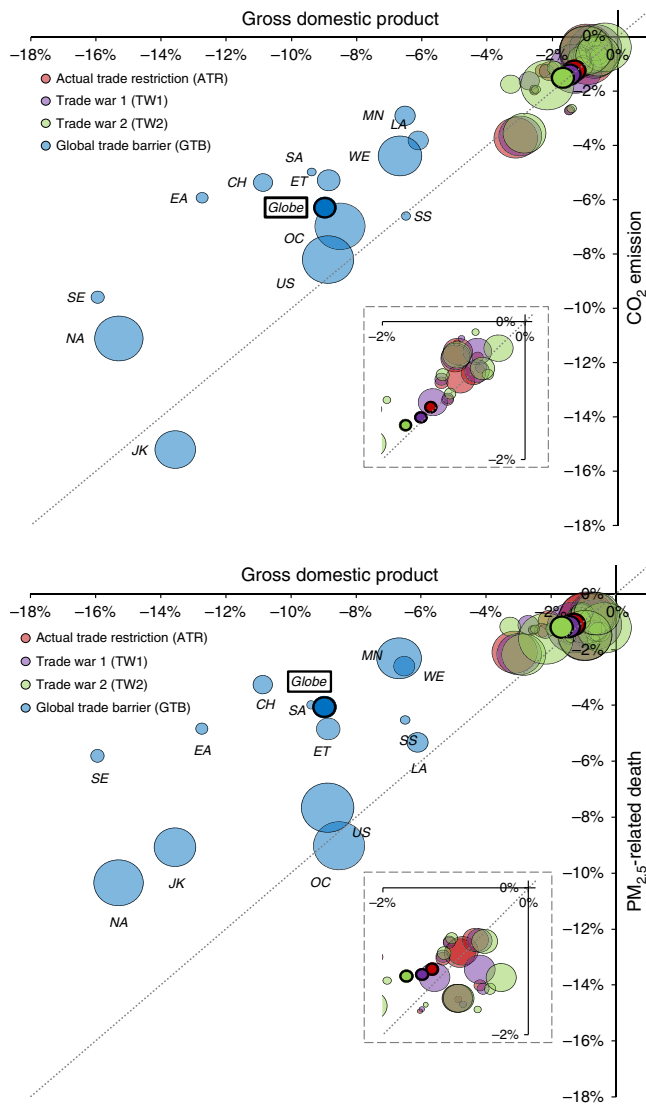 Gross domestic product
−18% −16% −14% −12% −10% −8% −6% −4% −2% 0%
0%
−2%
−4%
−6%
−8%
−10%
−12%
−14%
−16%
−18%
Actual trade restriction (ATR)
Trade war 1 (TW1)
Trade war 2 (TW2)
Global trade barrier (GTB)
MN
LA
WE
SA
ET
CH
EA
Globe
SS
OC
US
SE
NA
JK
CO2 emission
0%
−2% 0%
−2%
Gross domestic product
−18% −16% −14% −12% −10% −8% −6% −4% −2% 0%
0%
−2%
−4%
−6%
−8%
−10%
−12%
−14%
−16%
−18%
Actual trade restriction (ATR)
Trade war 1 (TW1)
Trade war 2 (TW2)
Global trade barrier (GTB)
MN
WE
Globe
CH
SA
SS
EA
ET
LA
SE
US
OC
JK
NA
PM2.5-related death
0%
−2% 0%
−2%